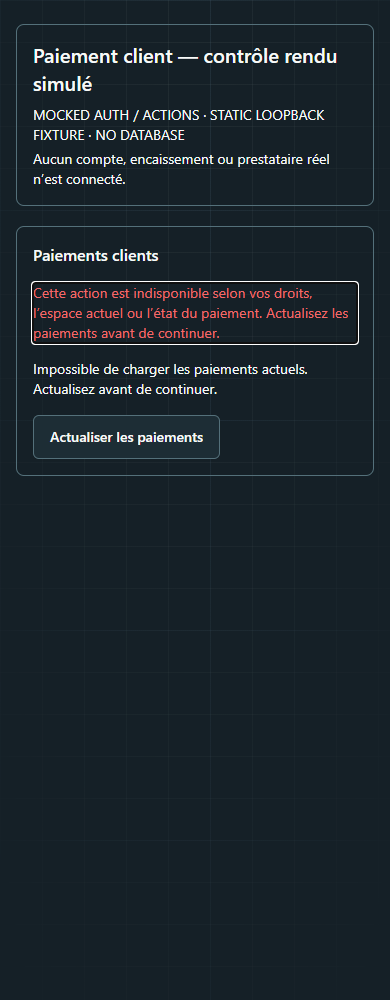 Paiement client — contrôle rendu
simulé
MOCKED AUTH / ACTIONS · STATIC LOOPBACK
FIXTURE · NO DATABASE
Aucun compte, encaissement ou prestataire réel
n’est connecté.
Paiements clients
Cette action est indisponible selon vos droits,
l’espace actuel ou l’état du paiement. Actualisez les
paiements avant de continuer.
Impossible de charger les paiements actuels.
Actualisez avant de continuer.
Actualiser les paiements